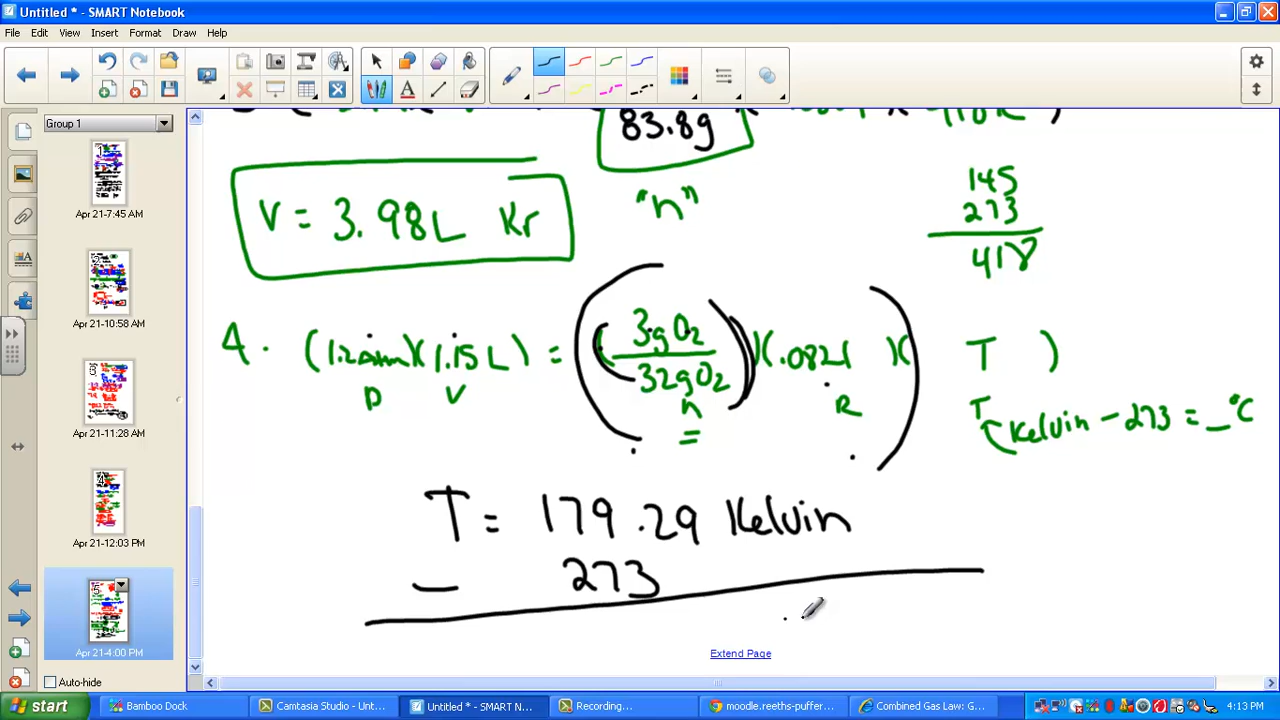 Untitled * - SMART Notebook
File Edit View Insert Format Draw Help
Group 1
Apr 21-7:45 AM
Apr 21-10:58 AM
Apr 21-11:28 AM
Apr 21-12:03 PM
Apr 21-4:00 PM
Auto-hide
83.8g
"n"
V = 3.98L Kr
145
273
418
4. (1.2atm)(1.15L) = ((3gO₂/32gO₂))(.0821)( T )
P V n R T
=
(Kelvin - 273 = _°C
T = 179.29 Kelvin
— 273
Extend Page
start
Bamboo Dock
Camtasia Studio - Unt...
Untitled * - SMART N...
Recording...
moodle.reeths-puffer...
Combined Gas Law: G...
4:13 PM